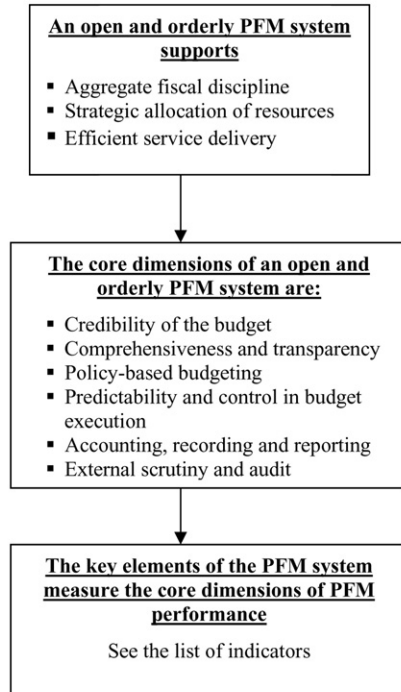 An open and orderly PFM system
supports
▪ Aggregate fiscal discipline
▪ Strategic allocation of resources
▪ Efficient service delivery
The core dimensions of an open and
orderly PFM system are:
▪ Credibility of the budget
▪ Comprehensiveness and transparency
▪ Policy-based budgeting
▪ Predictability and control in budget
execution
▪ Accounting, recording and reporting
▪ External scrutiny and audit
The key elements of the PFM system
measure the core dimensions of PFM
performance
See the list of indicators